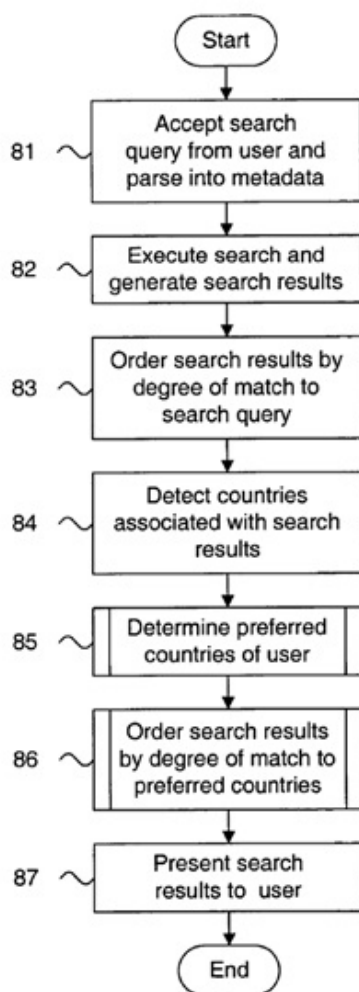 Start
81
Accept search
query from user and
parse into metadata
82
Execute search and
generate search results
83
Order search results by
degree of match to
search query
84
Detect countries
associated with search
results
85
Determine preferred
countries of user
86
Order search results
by degree of match to
preferred countries
87
Present search
results to user
End